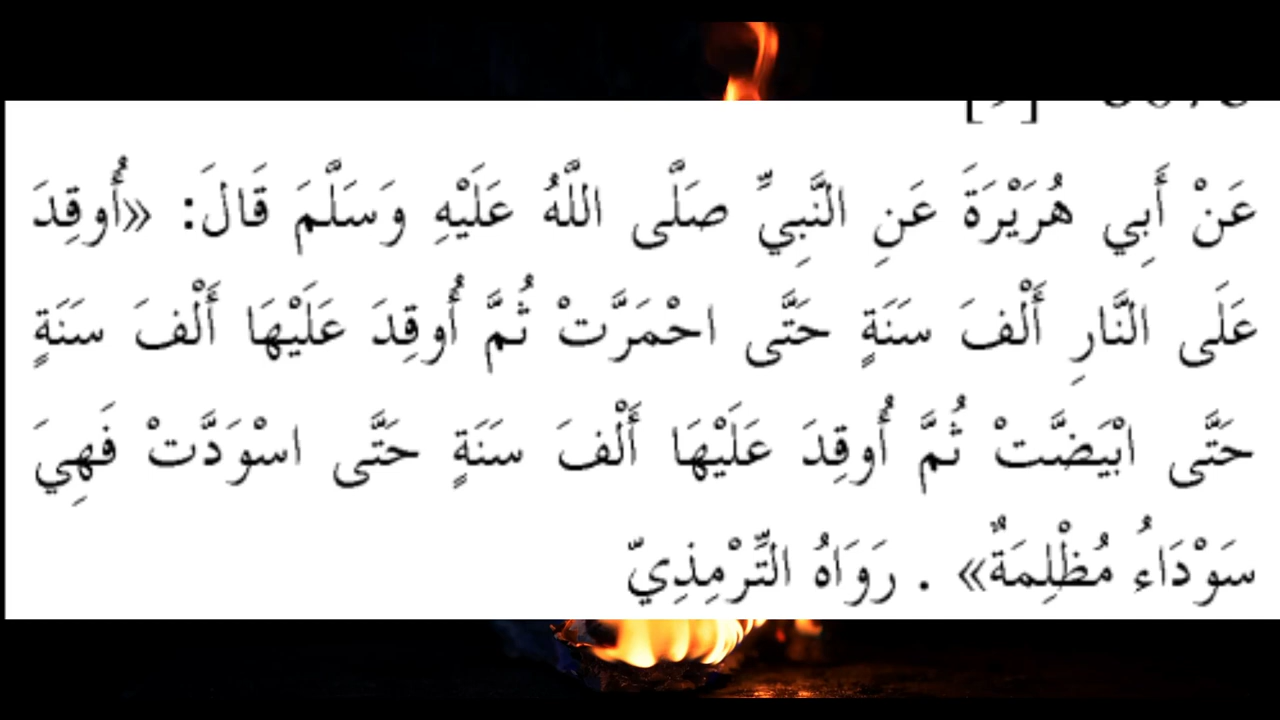 عَنْ أَبِي هُرَيْرَةَ عَنِ النَّبِيِّ صَلَّى اللَّهُ عَلَيْهِ وَسَلَّمَ قَالَ: «أُوقِدَ
عَلَى النَّارِ أَلْفَ سَنَةٍ حَتَّى احْمَرَّتْ ثُمَّ أُوقِدَ عَلَيْهَا أَلْفَ سَنَةٍ
حَتَّى ابْيَضَّتْ ثُمَّ أُوقِدَ عَلَيْهَا أَلْفَ سَنَةٍ حَتَّى اسْوَدَّتْ فَهِيَ
سَوْدَاءُ مُظْلِمَةٌ» . رَوَاهُ التِّرْمِذِيّ